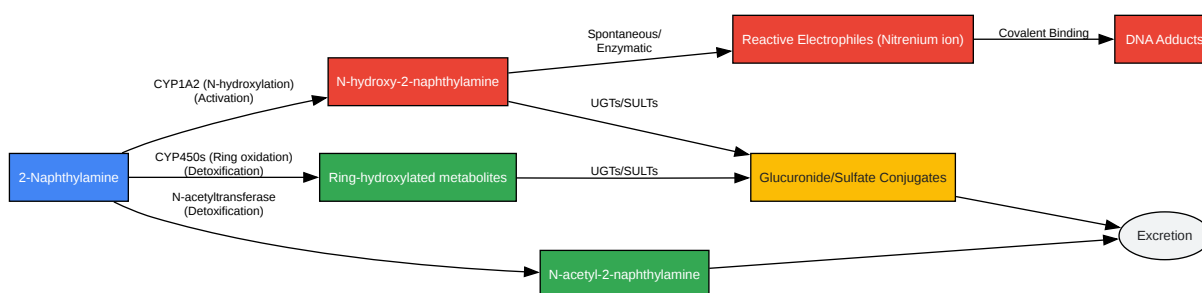 Reactive Electrophiles (Nitrenium ion)
Covalent Binding
DNA Adducts
Spontaneous/
Enzymatic
N-hydroxy-2-naphthylamine
CYP1A2 (N-hydroxylation)
(Activation)
UGTs/SULTs
2-Naphthylamine
CYP450s (Ring oxidation)
(Detoxification)
Ring-hydroxylated metabolites
UGTs/SULTs
Glucuronide/Sulfate Conjugates
N-acetyltransferase
(Detoxification)
Excretion
N-acetyl-2-naphthylamine